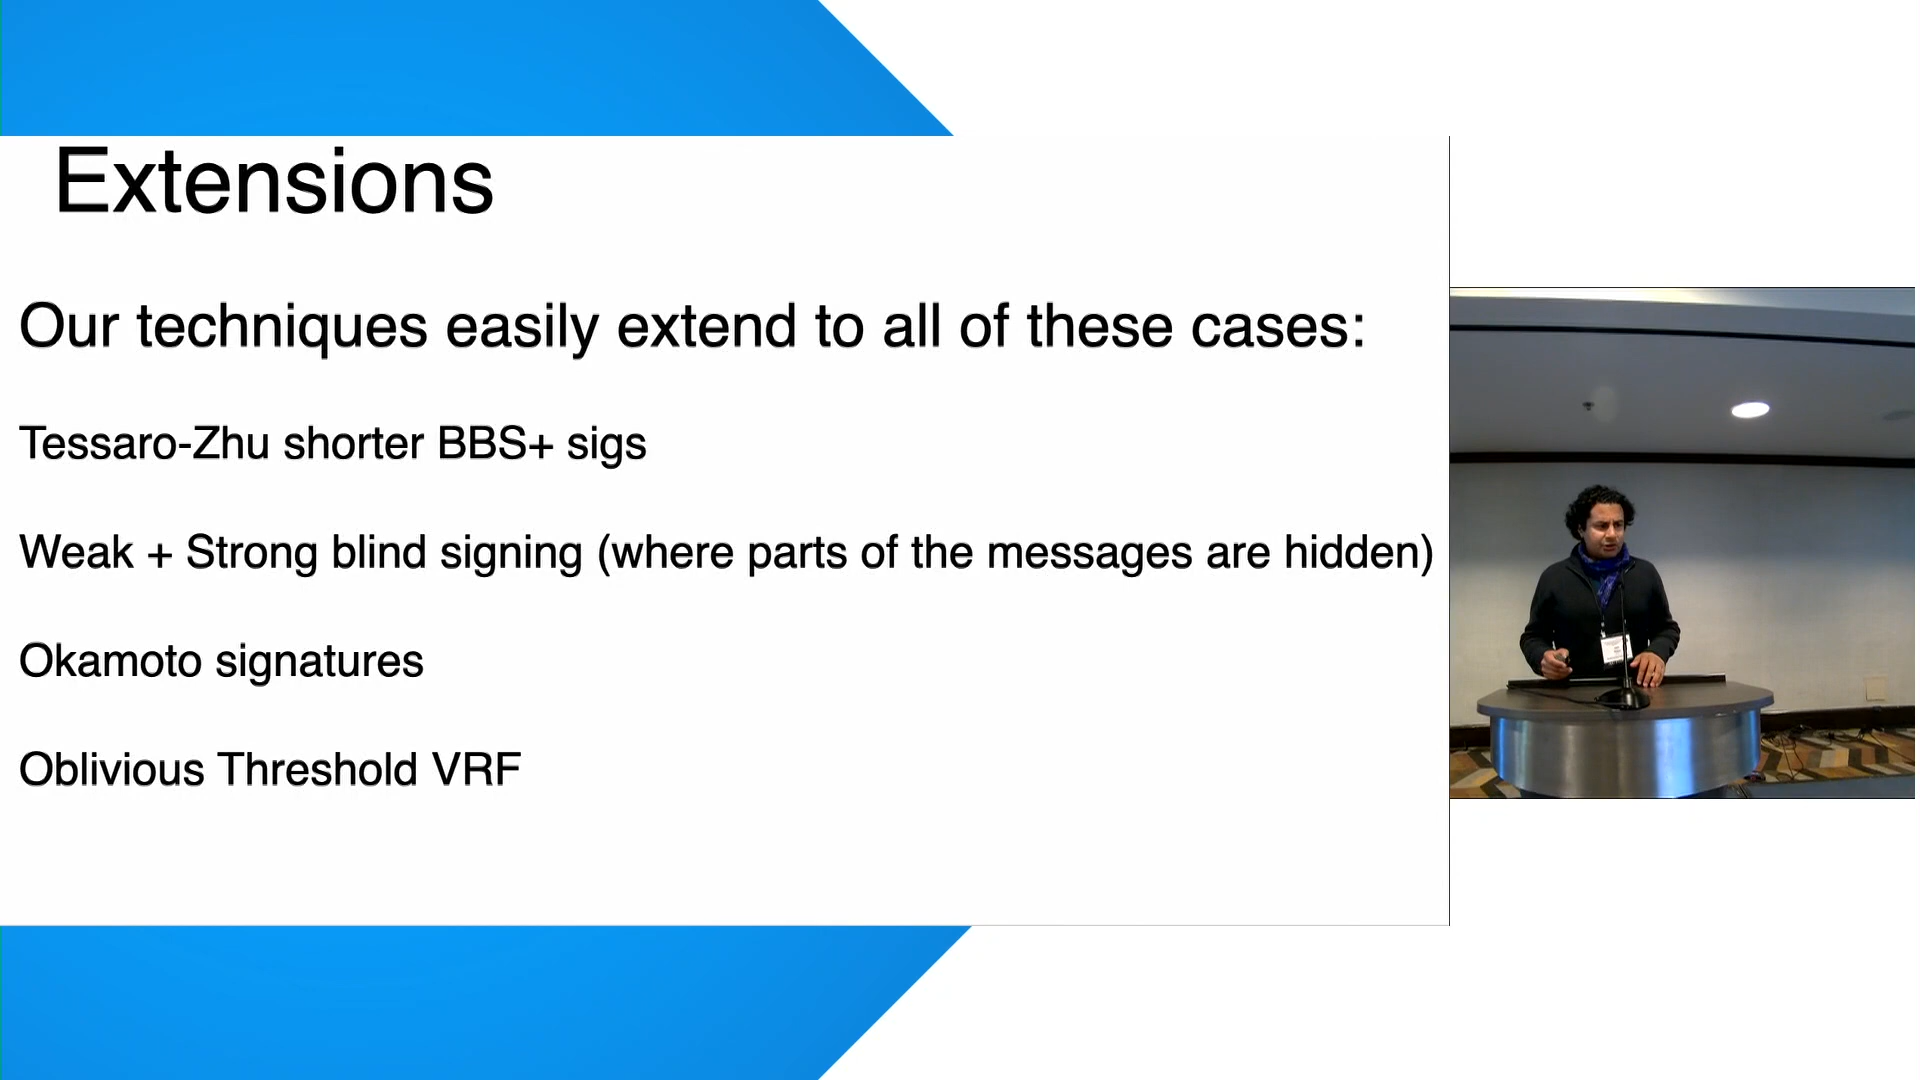 Extensions
Our techniques easily extend to all of these cases:
Tessaro-Zhu shorter BBS+ sigs
Weak + Strong blind signing (where parts of the messages are hidden)
Okamoto signatures
Oblivious Threshold VRF